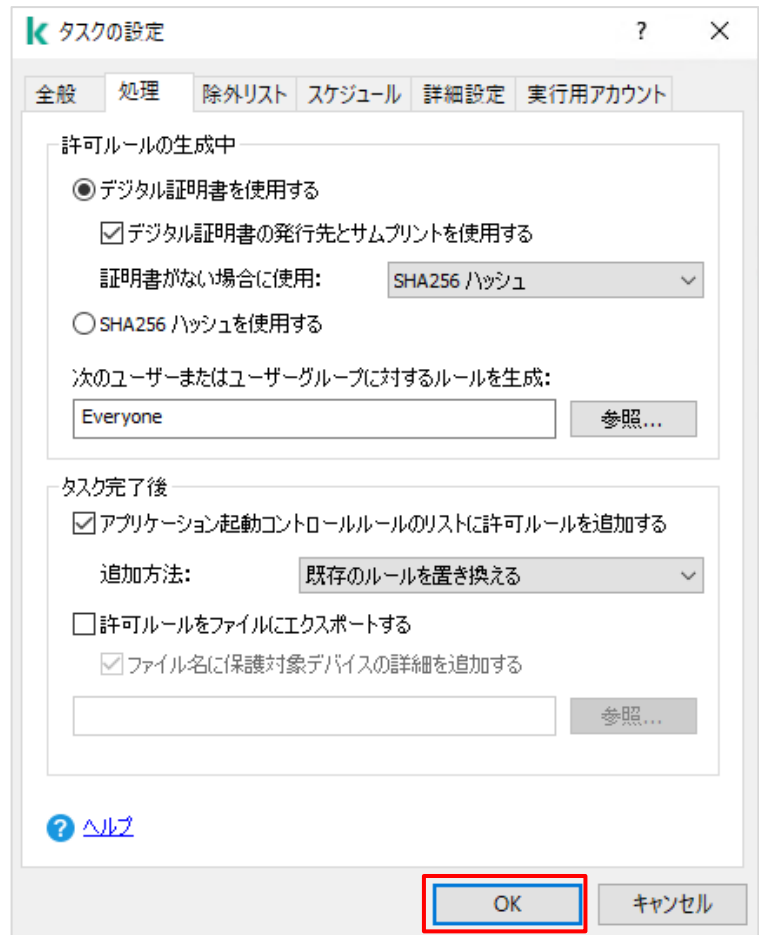 タスクの設定
全般 処理 除外リスト スケジュール 詳細設定 実行用アカウント
許可ルールの生成中
デジタル証明書を使用する
デジタル証明書の発行先とサムプリントを使用する
証明書がない場合に使用: SHA256 ハッシュ
SHA256 ハッシュを使用する
次のユーザーまたはユーザーグループに対するルールを生成:
Everyone 参照...
タスク完了後
アプリケーション起動コントロールルールのリストに許可ルールを追加する
追加方法: 既存のルールを置き換える
許可ルールをファイルにエクスポートする
ファイル名に保護対象デバイスの詳細を追加する
参照...
ヘルプ
OK キャンセル